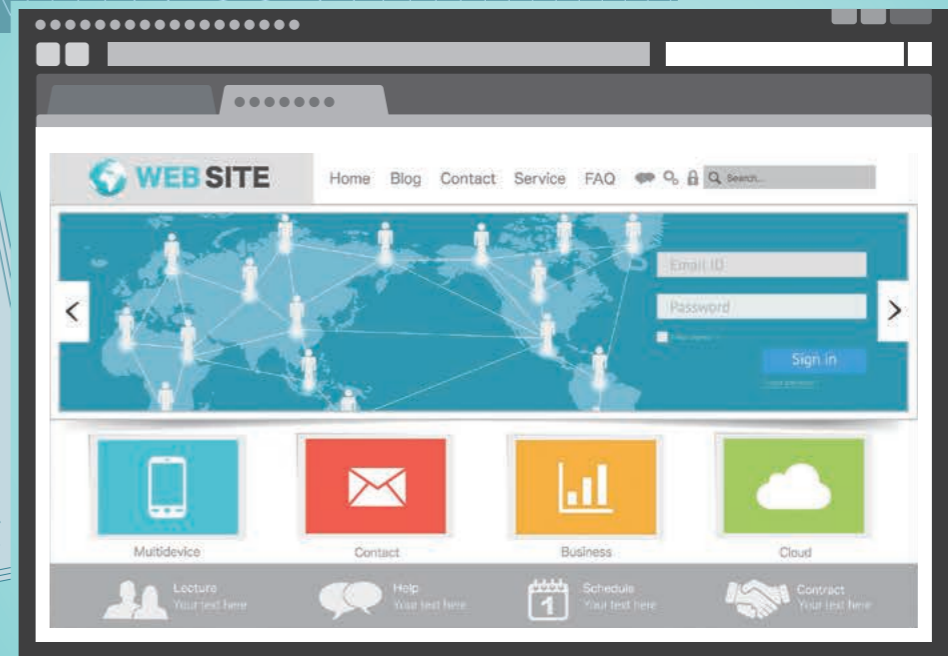 WEB SITE
Home Blog Contact Service FAQ Search...
Email ID
Password
Sign in
Multidevice Contact Business Cloud
Lecture
Your text here
Help
Your text here
1
Schedule
Your text here
Contract
Your text here